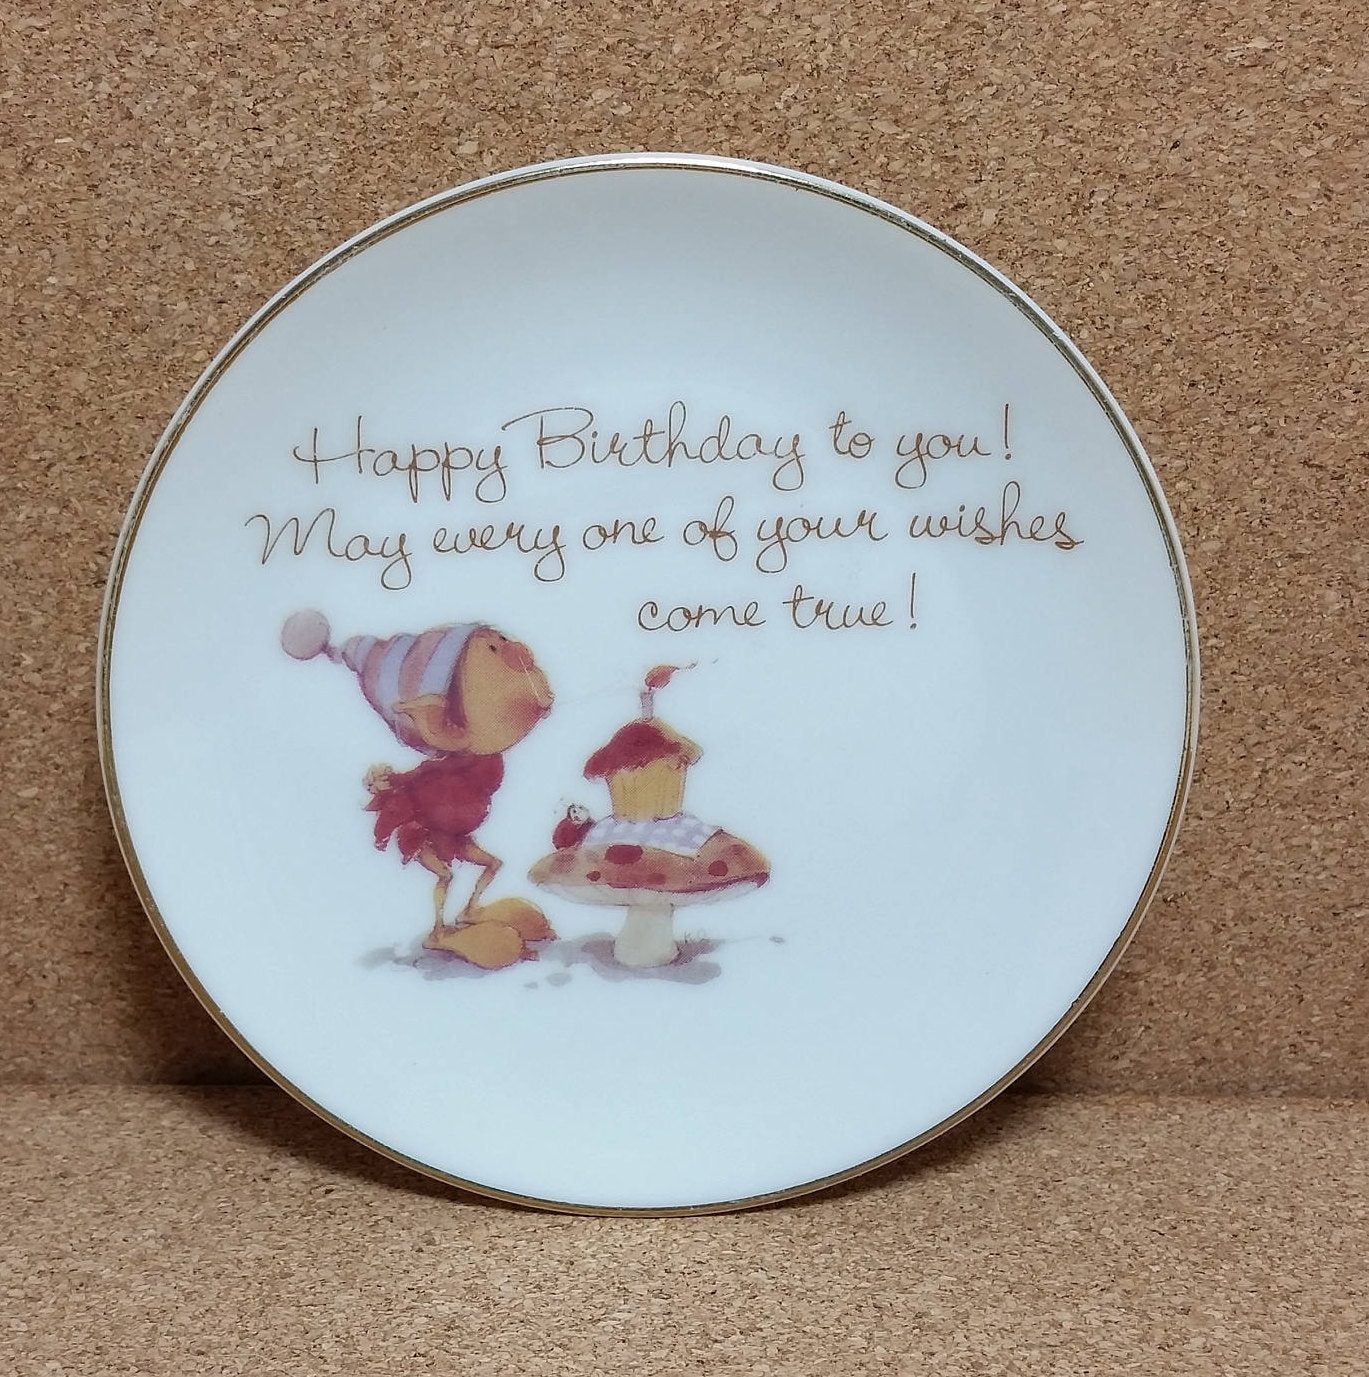 Happy Birthday to you!
May every one of your wishes
come true!